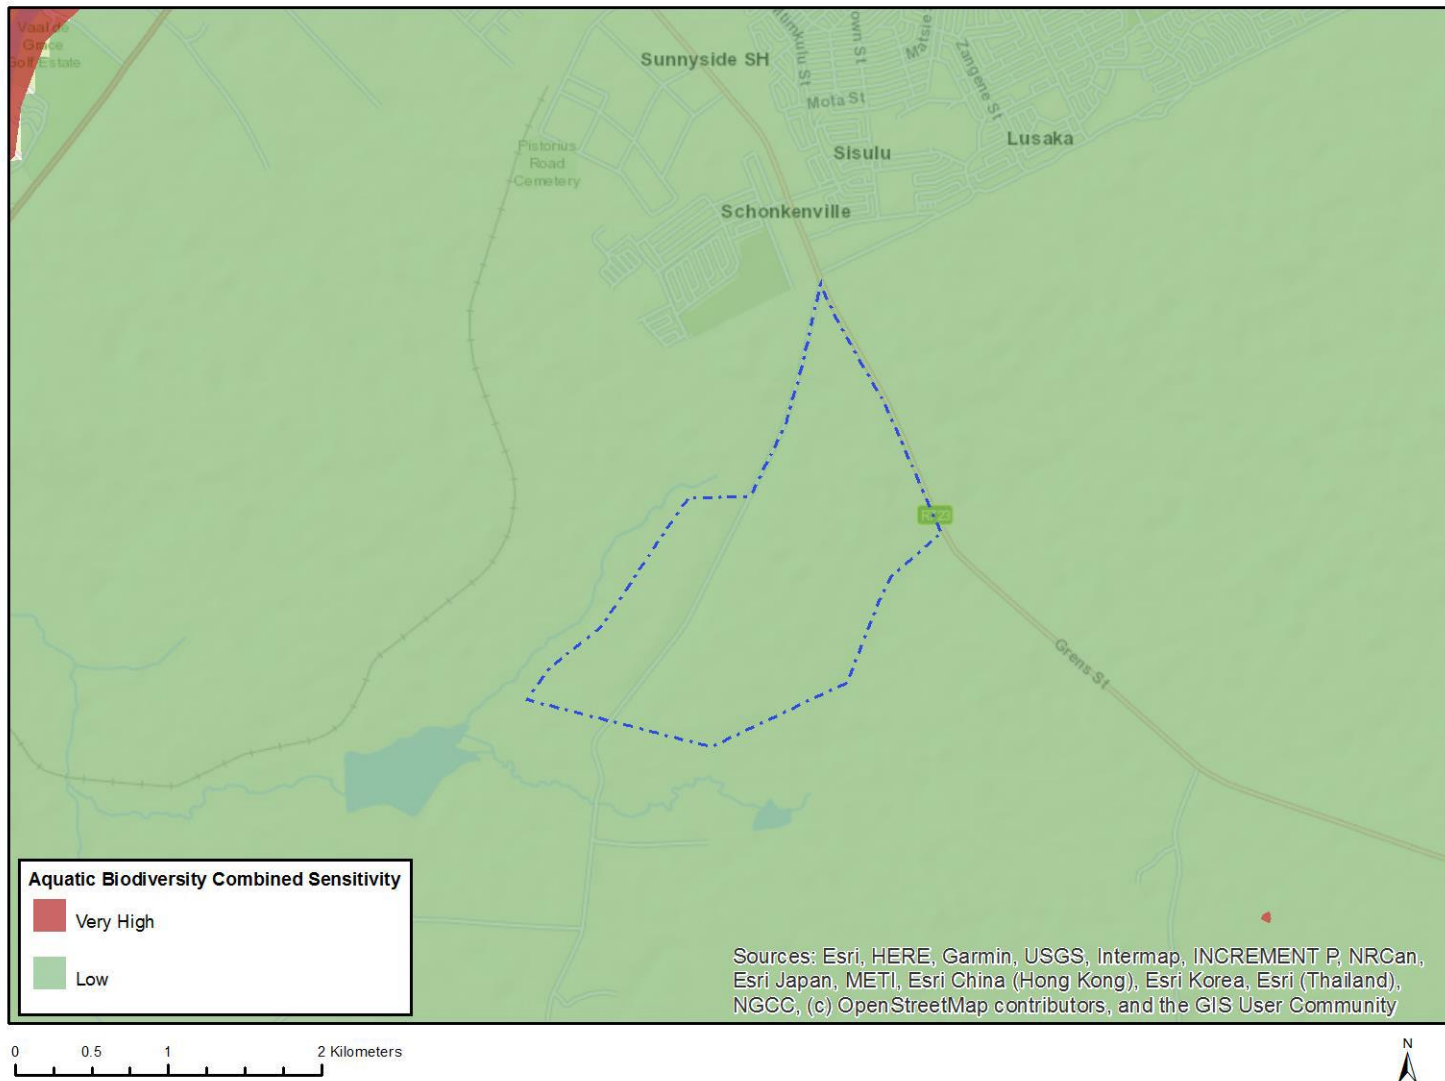 Vaal de
Grace
Golf Estate
Sunnyside SH
Mota St
Zangene St
Lusaka
Sisulu
Pistorius
Road
Cemetery
Schonkenville
Grens St
Aquatic Biodiversity Combined Sensitivity
Very High
Low
Sources: Esri, HERE, Garmin, USGS, Intermap, INCREMENT P, NRCan,
Esri Japan, METI, Esri China (Hong Kong), Esri Korea, Esri (Thailand),
NGCC, (c) OpenStreetMap contributors, and the GIS User Community
0 0.5 1 2 Kilometers
N